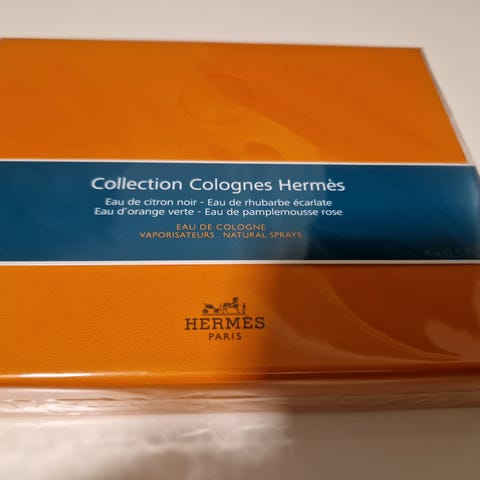 Collection Colognes Hermès
Eau de citron noir - Eau de rhubarbe écarlate
Eau d'orange verte - Eau de pamplemousse rose
EAU DE COLOGNE
VAPORISATEURS . NATURAL SPRAYS
HERMÈS
PARIS